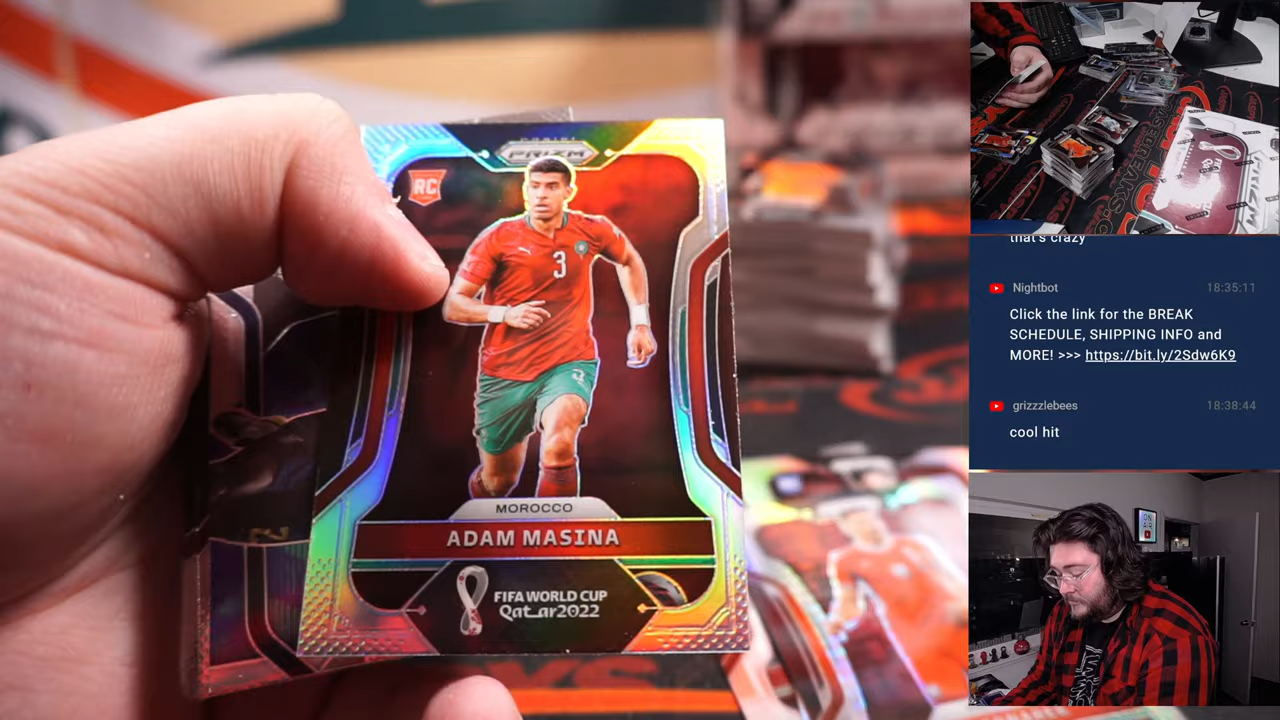 PRIZM
RC
3
3
MOROCCO
ADAM MASINA
FIFA WORLD CUP
Qatar2022
that's crazy
Nightbot
18:35:11
Click the link for the BREAK
SCHEDULE, SHIPPING INFO and
MORE! >>> https://bit.ly/2Sdw6K9
grizzzlebees
18:38:44
cool hit